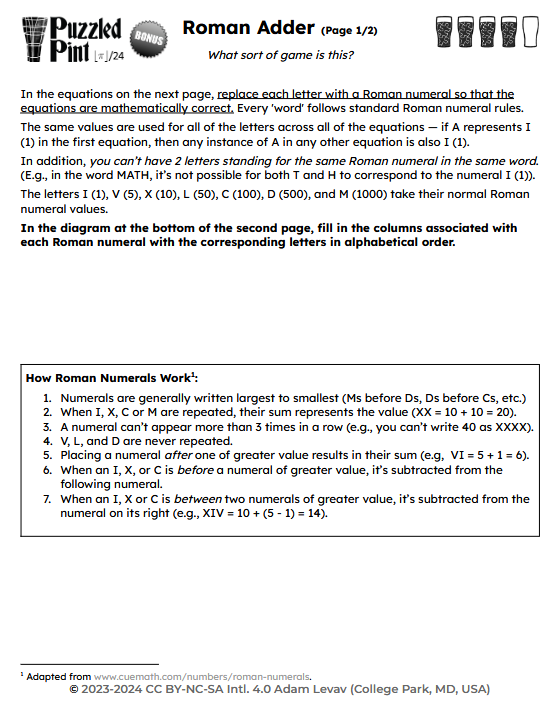 Puzzled
Pint [π]/24
BONUS
Roman Adder (Page 1/2)
What sort of game is this?
In the equations on the next page, replace each letter with a Roman numeral so that the
equations are mathematically correct. Every 'word' follows standard Roman numeral rules.
The same values are used for all of the letters across all of the equations — if A represents I
(1) in the first equation, then any instance of A in any other equation is also I (1).
In addition, you can't have 2 letters standing for the same Roman numeral in the same word.
(E.g., in the word MATH, it's not possible for both T and H to correspond to the numeral I (1)).
The letters I (1), V (5), X (10), L (50), C (100), D (500), and M (1000) take their normal Roman
numeral values.
In the diagram at the bottom of the second page, fill in the columns associated with
each Roman numeral with the corresponding letters in alphabetical order.
How Roman Numerals Work¹:
1. Numerals are generally written largest to smallest (Ms before Ds, Ds before Cs, etc.)
2. When I, X, C or M are repeated, their sum represents the value (XX = 10 + 10 = 20).
3. A numeral can't appear more than 3 times in a row (e.g., you can't write 40 as XXXX).
4. V, L, and D are never repeated.
5. Placing a numeral after one of greater value results in their sum (e.g, VI = 5 + 1 = 6).
6. When an I, X, or C is before a numeral of greater value, it's subtracted from the
following numeral.
7. When an I, X or C is between two numerals of greater value, it's subtracted from the
numeral on its right (e.g., XIV = 10 + (5 - 1) = 14).
¹ Adapted from www.cuemath.com/numbers/roman-numerals.
© 2023-2024 CC BY-NC-SA Intl. 4.0 Adam Levav (College Park, MD, USA)